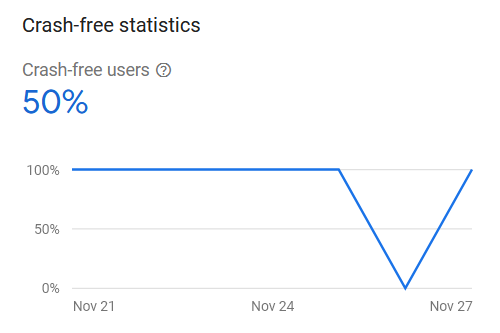 Crash-free statistics
Crash-free users ?
50%
100%
50%
0%
Nov 21 Nov 24 Nov 27